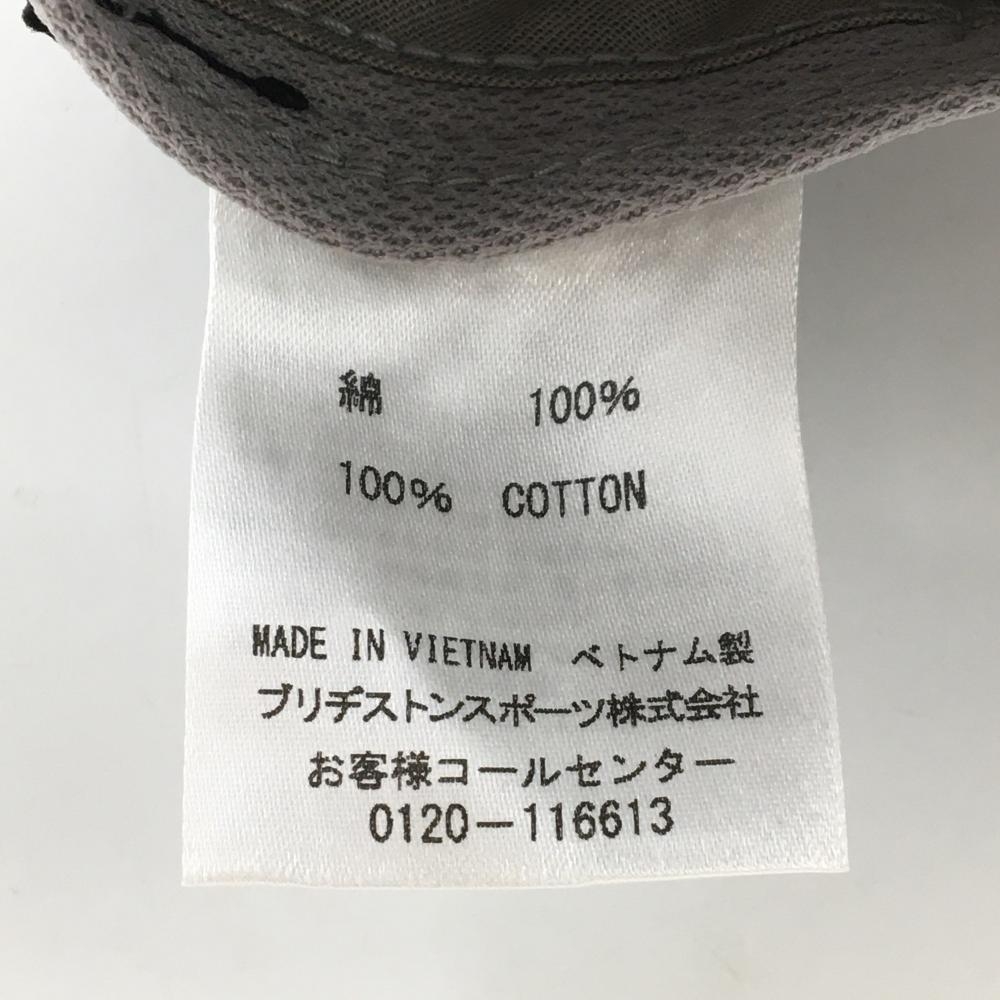 綿 100%
100% COTTON
MADE IN VIETNAM ベトナム製
ブリヂストンスポーツ株式会社
お客様コールセンター
0120-116613